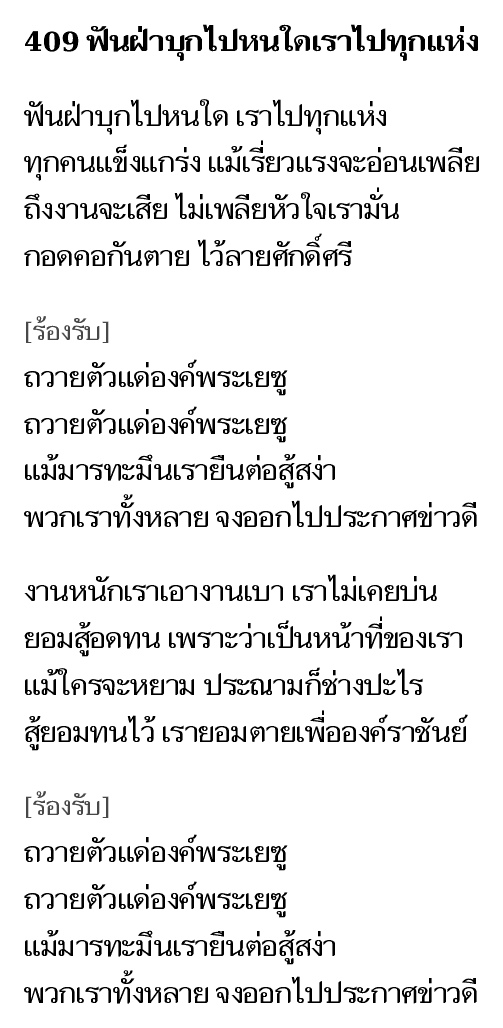 409 ฟันฝ่าบุกไปหนใดเราไปทุกแห่ง
ฟันฝ่าบุกไปหนใด เราไปทุกแห่ง
ทุกคนแข็งแกร่ง แม้เรี่ยวแรงจะอ่อนเพลีย
ถึงงานจะเสีย ไม่เพลียหัวใจเรามั่น
กอดคอกันตาย ไว้ลายศักดิ์ศรี
[ร้องรับ]
ถวายตัวแด่องค์พระเยซู
ถวายตัวแด่องค์พระเยซู
แม้มารทะมึนเรายืนต่อสู้สง่า
พวกเราทั้งหลาย จงออกไปประกาศข่าวดี
งานหนักเราเอางานเบา เราไม่เคยบ่น
ยอมสู้อดทน เพราะว่าเป็นหน้าที่ของเรา
แม้ใครจะหยาม ประณามก็ช่างปะไร
สู้ยอมทนไว้ เรายอมตายเพื่อองค์ราชันย์
[ร้องรับ]
ถวายตัวแด่องค์พระเยซู
ถวายตัวแด่องค์พระเยซู
แม้มารทะมึนเรายืนต่อสู้สง่า
พวกเราทั้งหลาย จงออกไปประกาศข่าวดี